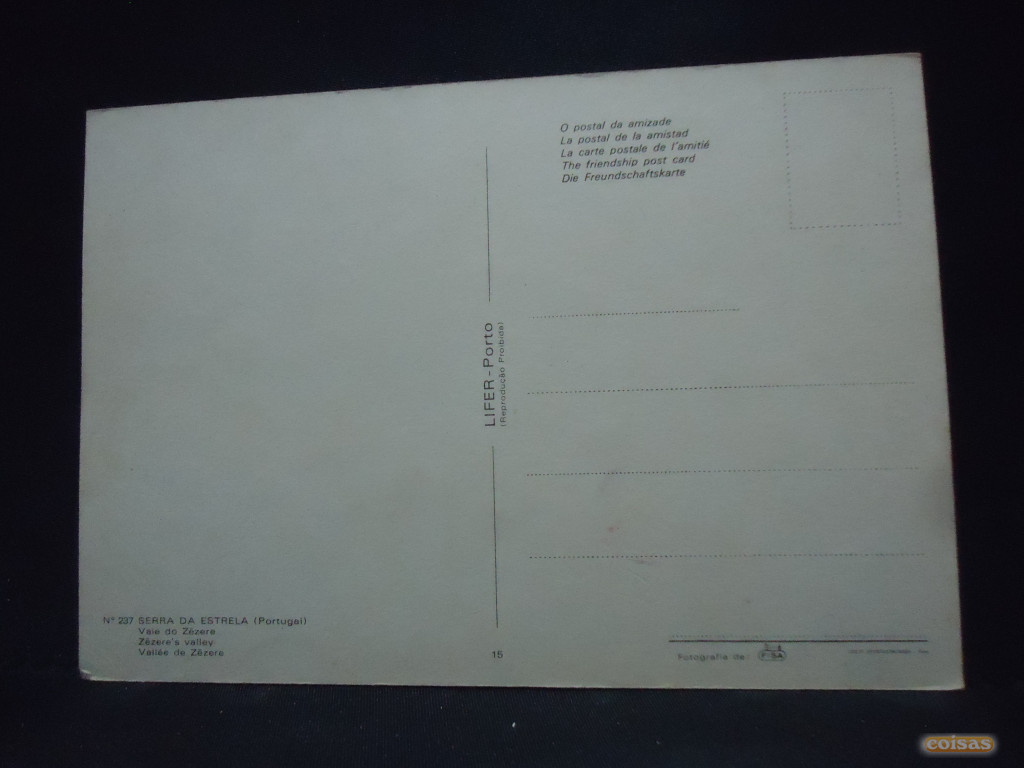 O postal da amizade
La postal de la amistad
La carte postale de l'amitié
The friendship post card
Die Freundschaftskarte
LIFER - Porto
(Reprodução Proibida)
Nº 237 SERRA DA ESTRELA (Portugal)
Vale do Zêzere
Zêzere's valley
Vallée de Zêzere
15
Fotografia de:
coisas